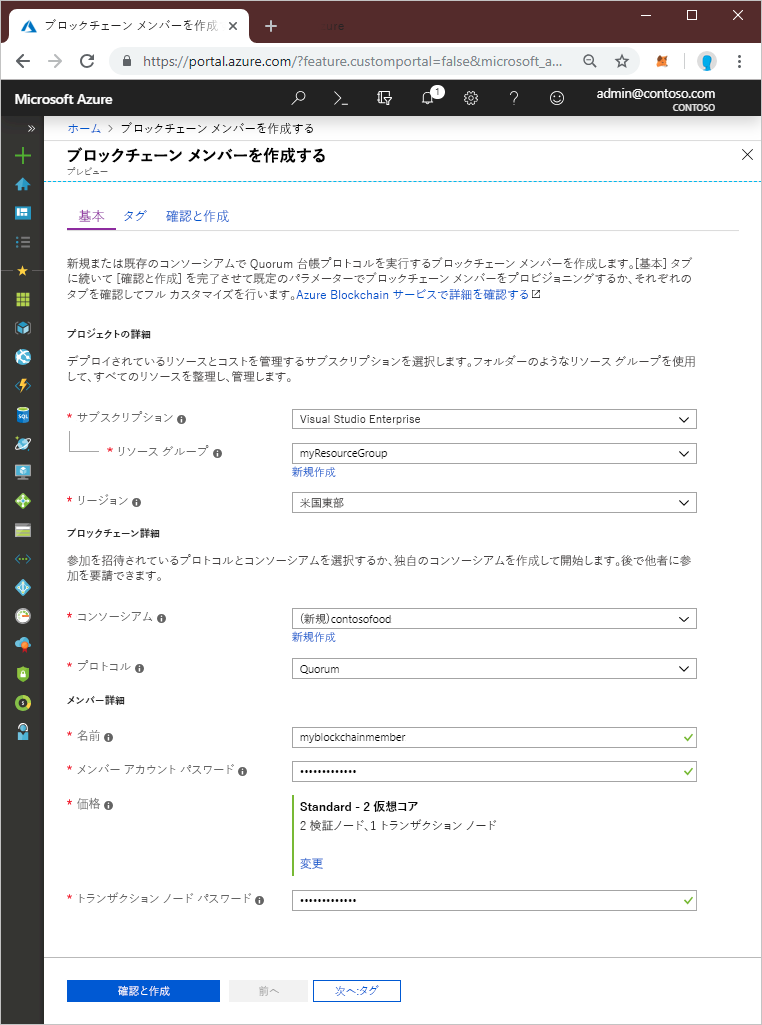 ブロックチェーン メンバーを作成
https://portal.azure.com/?feature.customportal=false&microsoft_a...
Microsoft Azure
1
admin@contoso.com
CONTOSO
ホーム > ブロックチェーン メンバーを作成する
ブロックチェーン メンバーを作成する
プレビュー
基本 タグ 確認と作成
新規または既存のコンソーシアムで Quorum 台帳プロトコルを実行するブロックチェーン メンバーを作成します。[基本] タブ
に続いて [確認と作成] を完了させて既定のパラメーターでブロックチェーン メンバーをプロビジョニングするか、それぞれの
タブを確認してフル カスタマイズを行います。Azure Blockchain サービスで詳細を確認する
プロジェクトの詳細
デプロイされているリソースとコストを管理するサブスクリプションを選択します。フォルダーのようなリソース グループを使用
して、すべてのリソースを整理し、管理します。
* サブスクリプション Visual Studio Enterprise
* リソース グループ myResourceGroup
新規作成
* リージョン 米国東部
ブロックチェーン詳細
参加を招待されているプロトコルとコンソーシアムを選択するか、独自のコンソーシアムを作成して開始します。後で他者に参
加を要請できます。
* コンソーシアム (新規)contosofood
新規作成
* プロトコル Quorum
メンバー詳細
* 名前 myblockchainmember
* メンバー アカウント パスワード •••••••••••••
* 価格 Standard - 2 仮想コア
2 検証ノード、1 トランザクション ノード
変更
* トランザクション ノード パスワード •••••••••••••
確認と作成 前へ 次へ:タグ